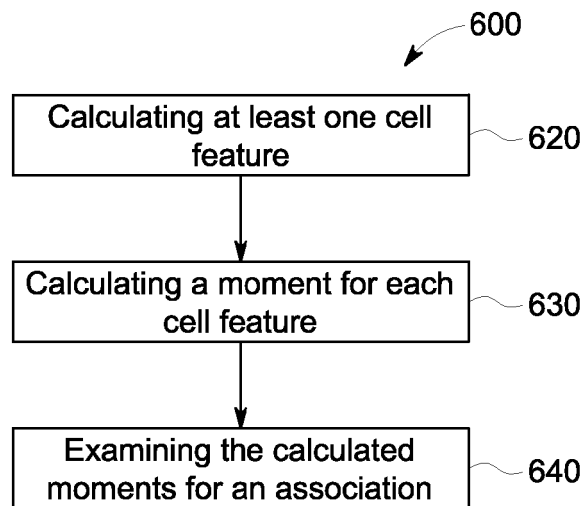 600
Calculating at least one cell
feature
620
Calculating a moment for each
cell feature
630
Examining the calculated
moments for an association
640